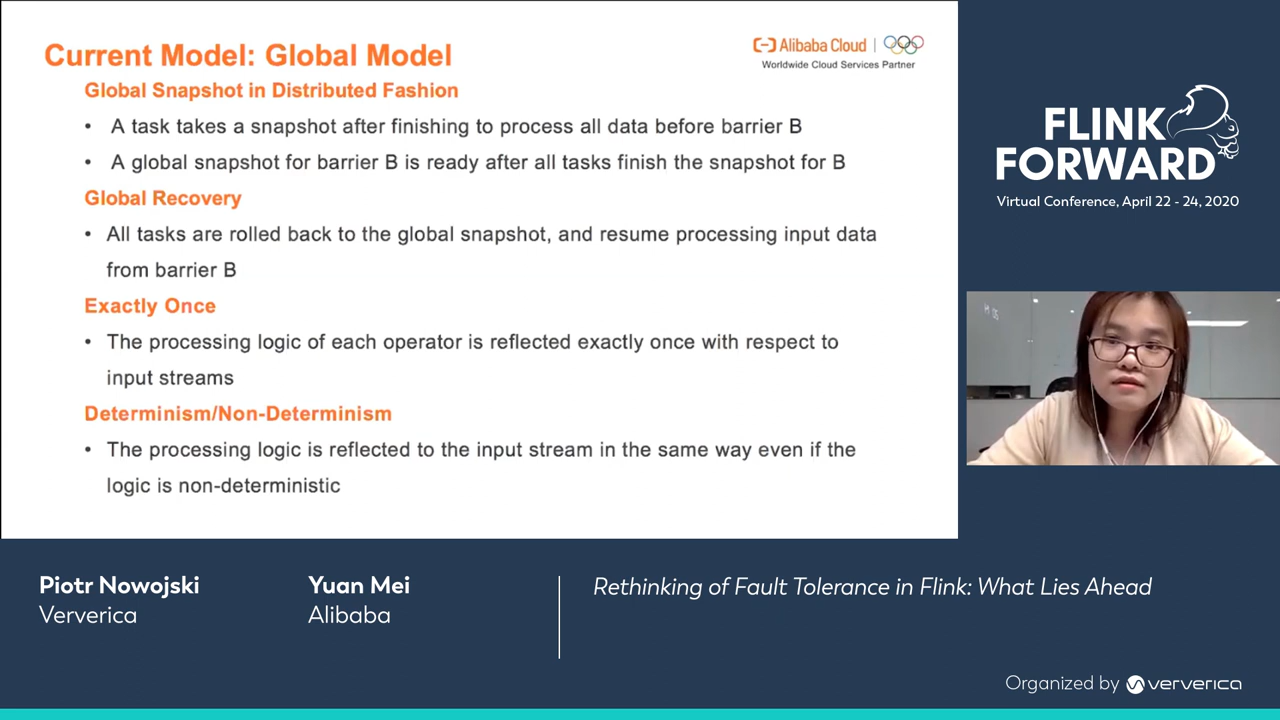 Current Model: Global Model
Alibaba Cloud
Worldwide Cloud Services Partner
Global Snapshot in Distributed Fashion
• A task takes a snapshot after finishing to process all data before barrier B
• A global snapshot for barrier B is ready after all tasks finish the snapshot for B
Global Recovery
• All tasks are rolled back to the global snapshot, and resume processing input data
from barrier B
Exactly Once
• The processing logic of each operator is reflected exactly once with respect to
input streams
Determinism/Non-Determinism
• The processing logic is reflected to the input stream in the same way even if the
logic is non-deterministic
FLINK
FORWARD
Virtual Conference, April 22 - 24, 2020
Piotr Nowojski
Ververica
Yuan Mei
Alibaba
Rethinking of Fault Tolerance in Flink: What Lies Ahead
Organized by ververica